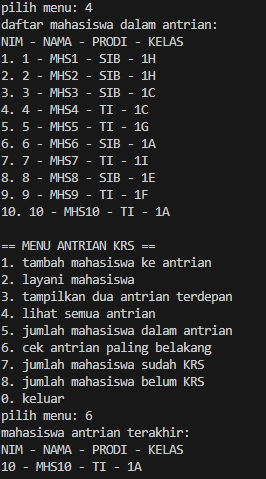 pilih menu: 4
daftar mahasiswa dalam antrian:
NIM - NAMA - PRODI - KELAS
1. 1 - MHS1 - SIB - 1H
2. 2 - MHS2 - SIB - 1H
3. 3 - MHS3 - SIB - 1C
4. 4 - MHS4 - TI - 1C
5. 5 - MHS5 - TI - 1G
6. 6 - MHS6 - SIB - 1A
7. 7 - MHS7 - TI - 1I
8. 8 - MHS8 - SIB - 1E
9. 9 - MHS9 - TI - 1F
10. 10 - MHS10 - TI - 1A
== MENU ANTRIAN KRS ==
1. tambah mahasiswa ke antrian
2. layani mahasiswa
3. tampilkan dua antrian terdepan
4. lihat semua antrian
5. jumlah mahasiswa dalam antrian
6. cek antrian paling belakang
7. jumlah mahasiswa sudah KRS
8. jumlah mahasiswa belum KRS
0. keluar
pilih menu: 6
mahasiswa antrian terakhir:
NIM - NAMA - PRODI - KELAS
10 - MHS10 - TI - 1A